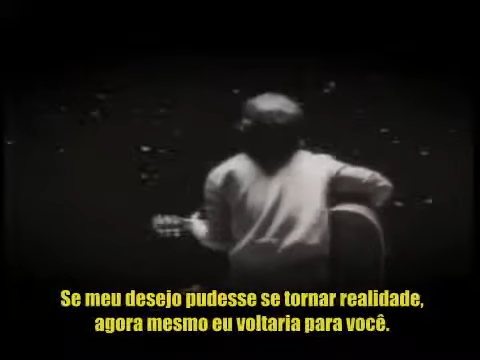 Se meu desejo pudesse se tornar realidade,
agora mesmo eu voltaria para você.